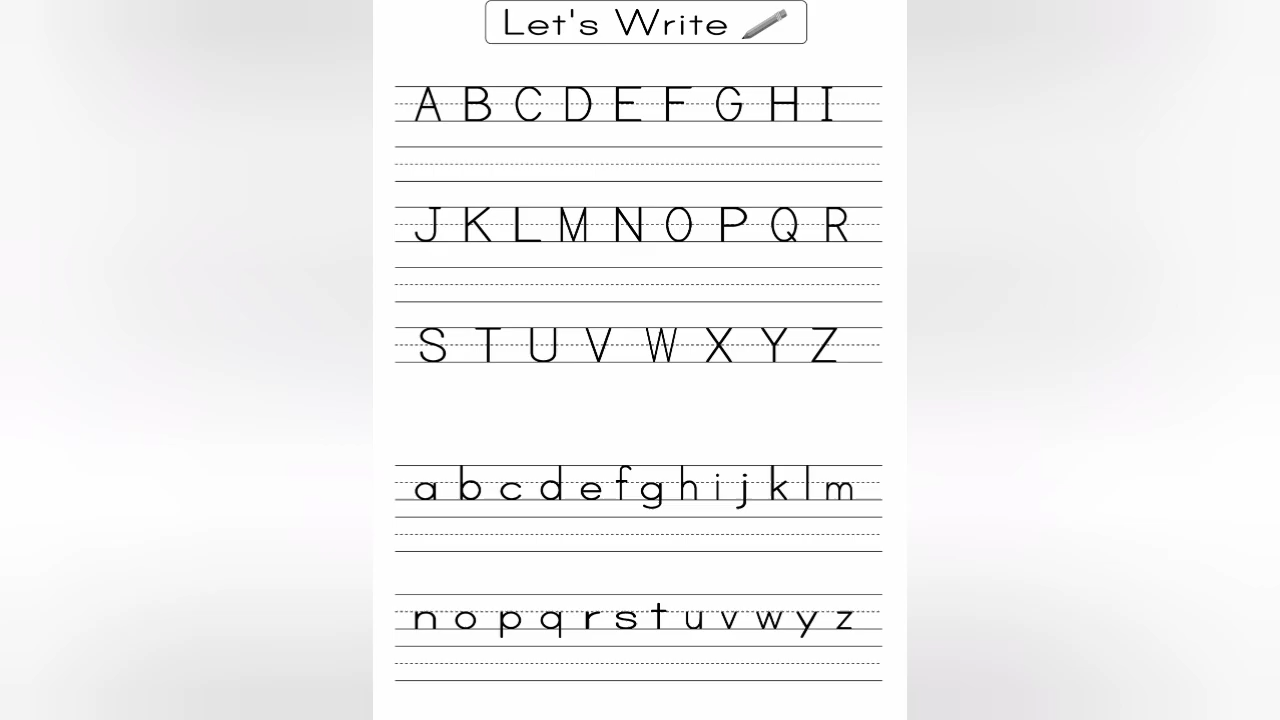 Let's Write
A B C D E F G H I
J K L M N O P Q R
S T U V W X Y Z
a b c d e f g h i j k l m
n o p q r s t u v w y z